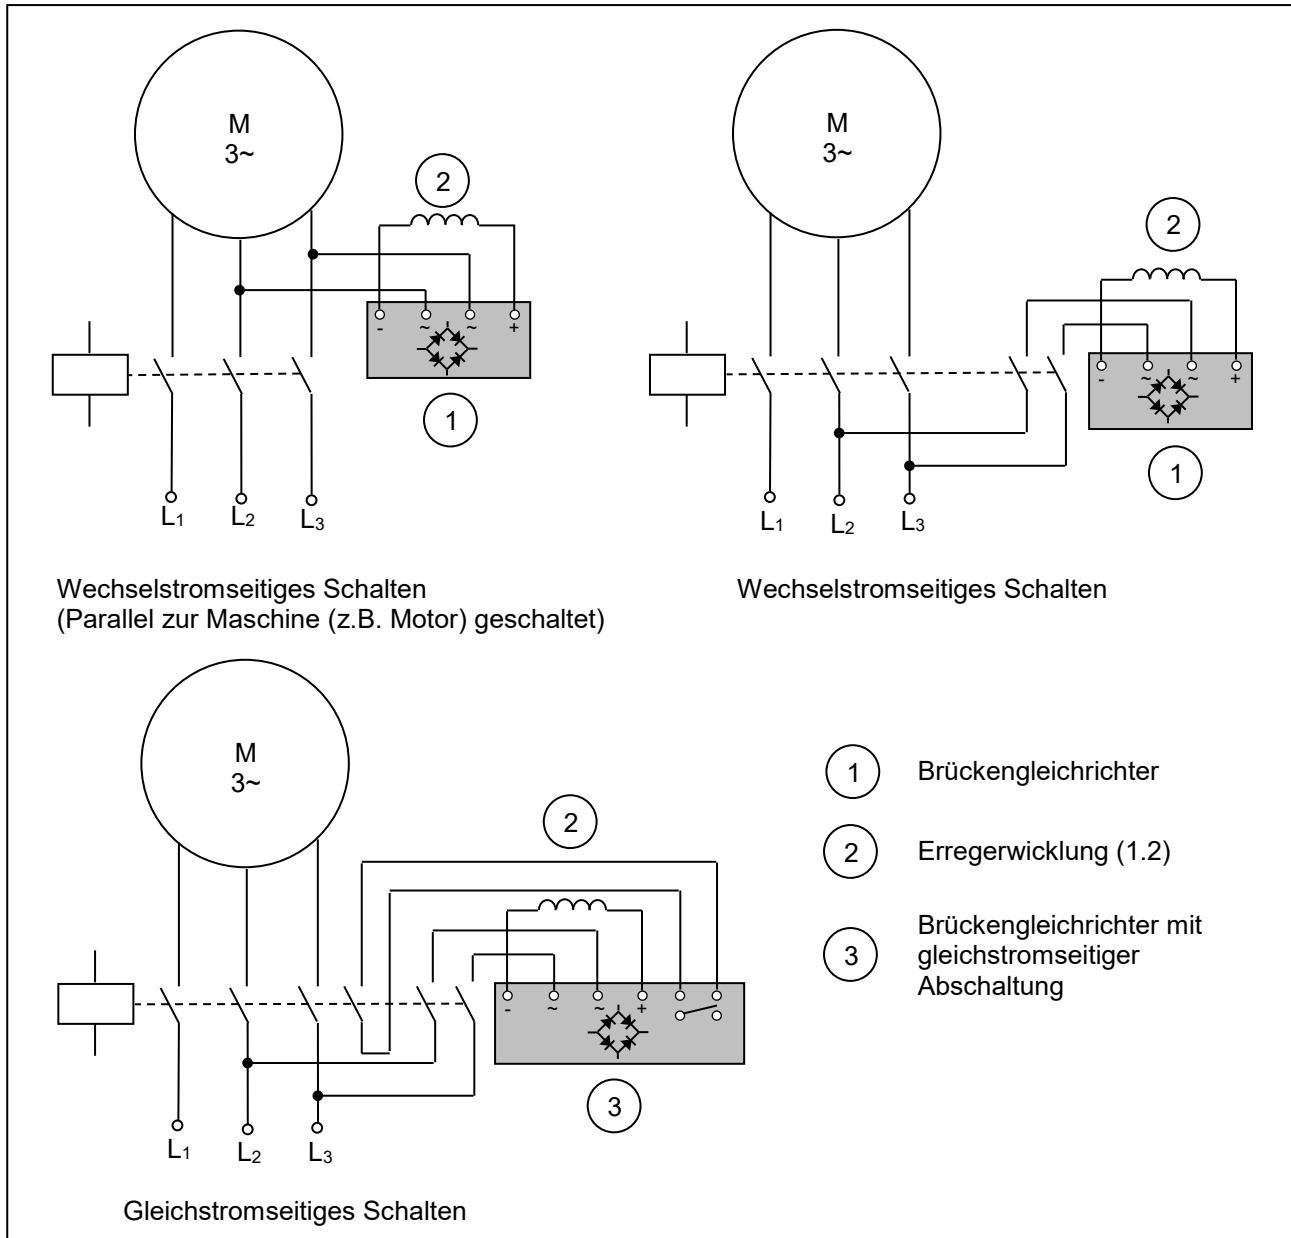 M
3~
2
- ~ ~ +
1
L1 L2 L3
Wechselstromseitiges Schalten
(Parallel zur Maschine (z.B. Motor) geschaltet)
M
3~
2
- ~ ~ +
1
L1 L2 L3
Wechselstromseitiges Schalten
M
3~
2
- ~ ~ +
3
L1 L2 L3
Gleichstromseitiges Schalten
1 Brückengleichrichter
2 Erregerwicklung (1.2)
3 Brückengleichrichter mit
gleichstromseitiger
Abschaltung